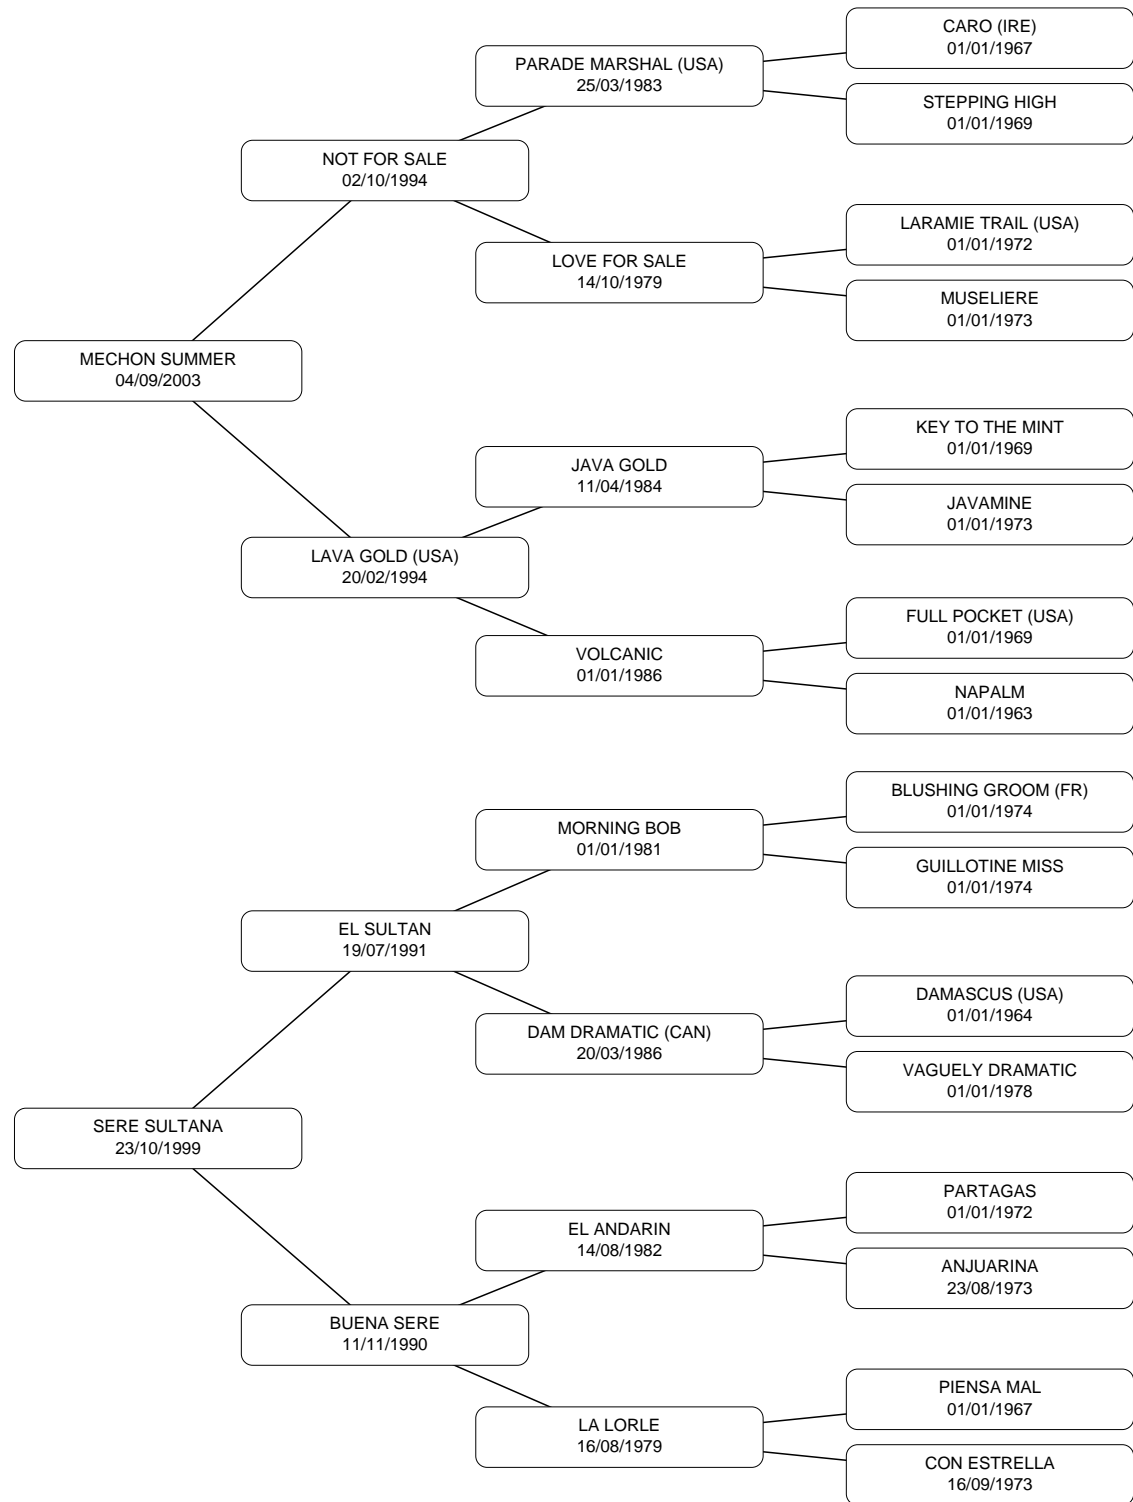 CARO (IRE)
01/01/1967
PARADE MARSHAL (USA)
25/03/1983
STEPPING HIGH
01/01/1969
NOT FOR SALE
02/10/1994
LARAMIE TRAIL (USA)
01/01/1972
LOVE FOR SALE
14/10/1979
MUSELIERE
01/01/1973
MECHON SUMMER
04/09/2003
KEY TO THE MINT
01/01/1969
JAVA GOLD
11/04/1984
JAVAMINE
01/01/1973
LAVA GOLD (USA)
20/02/1994
FULL POCKET (USA)
01/01/1969
VOLCANIC
01/01/1986
NAPALM
01/01/1963
BLUSHING GROOM (FR)
01/01/1974
MORNING BOB
01/01/1981
GUILLOTINE MISS
01/01/1974
EL SULTAN
19/07/1991
DAMASCUS (USA)
01/01/1964
DAM DRAMATIC (CAN)
20/03/1986
VAGUELY DRAMATIC
01/01/1978
SERE SULTANA
23/10/1999
PARTAGAS
01/01/1972
EL ANDARIN
14/08/1982
ANJUARINA
23/08/1973
BUENA SERE
11/11/1990
PIENSA MAL
01/01/1967
LA LORLE
16/08/1979
CON ESTRELLA
16/09/1973